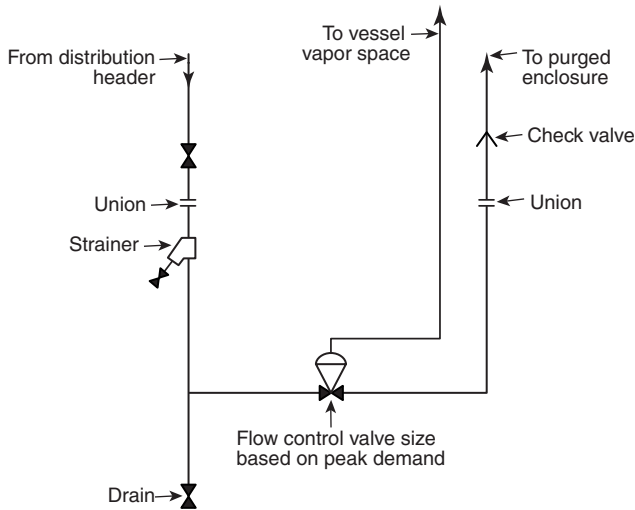 From distribution
header
To vessel
vapor space
To purged
enclosure
Check valve
Union
Union
Strainer
Flow control valve size
based on peak demand
Drain